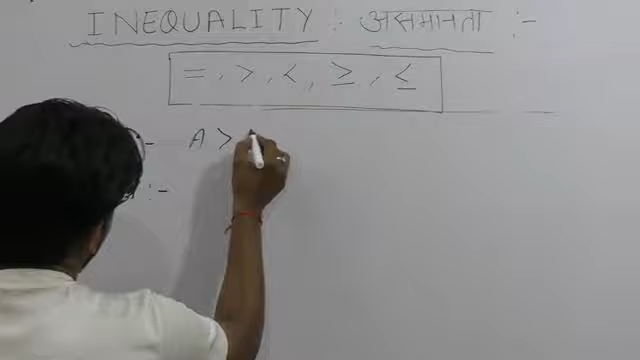 INEQUALITY : असमानता :-
= , > , < , ≥ , ≤
:- A >
:-